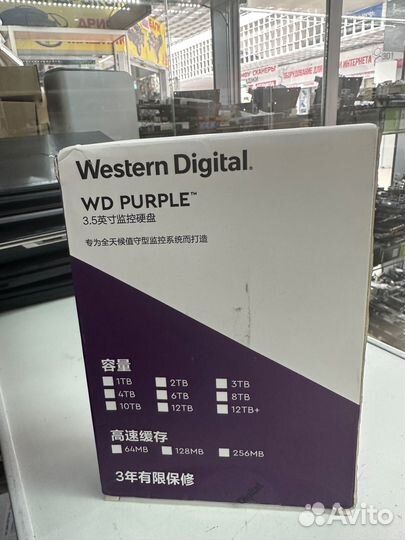 Western Digital.
WD PURPLE™
3.5英寸监控硬盘
专为全天候值守型监控系统而打造
容量
1TB 2TB 3TB
4TB 6TB 8TB
10TB 12TB 12TB+
高速缓存
64MB 128MB 256MB
3年有限保修
Digital
Avito